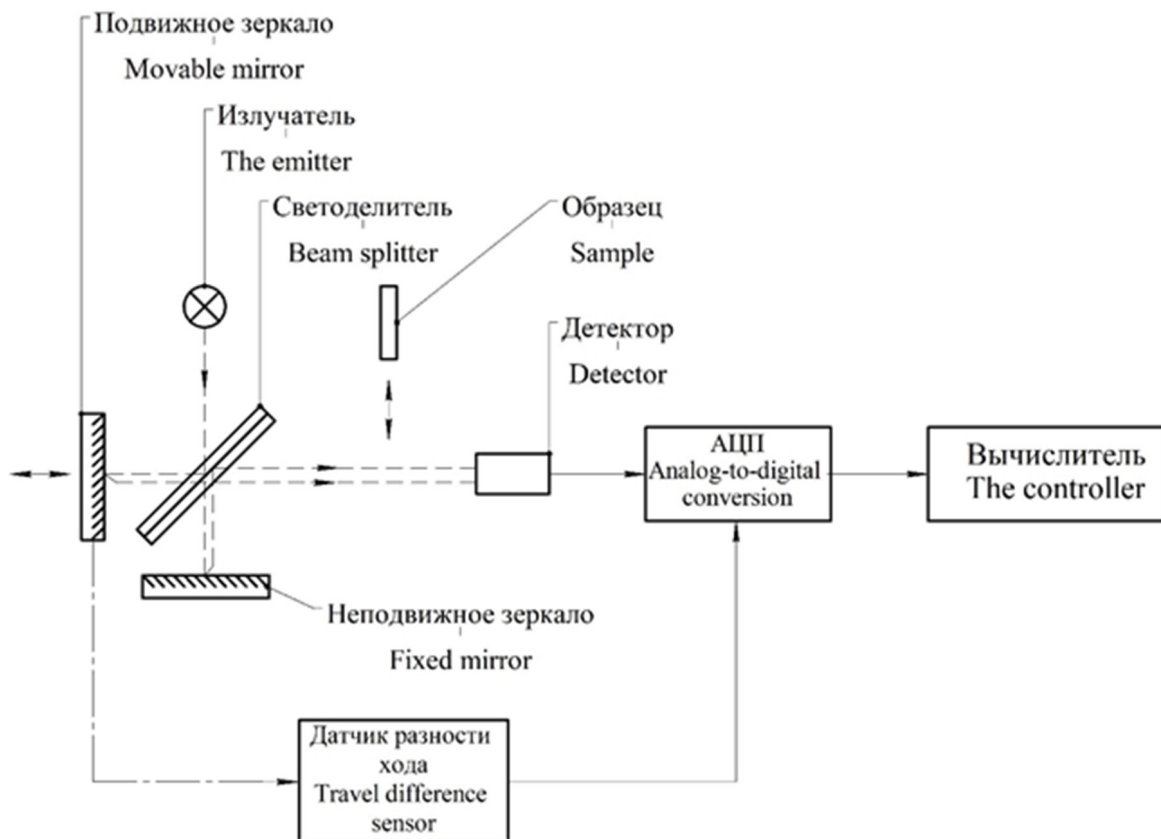 Подвижное зеркало
Movable mirror
Излучатель
The emitter
Светоделитель
Beam splitter
Образец
Sample
Детектор
Detector
АЦП
Analog-to-digital
conversion
Вычислитель
The controller
Неподвижное зеркало
Fixed mirror
Датчик разности
хода
Travel difference
sensor